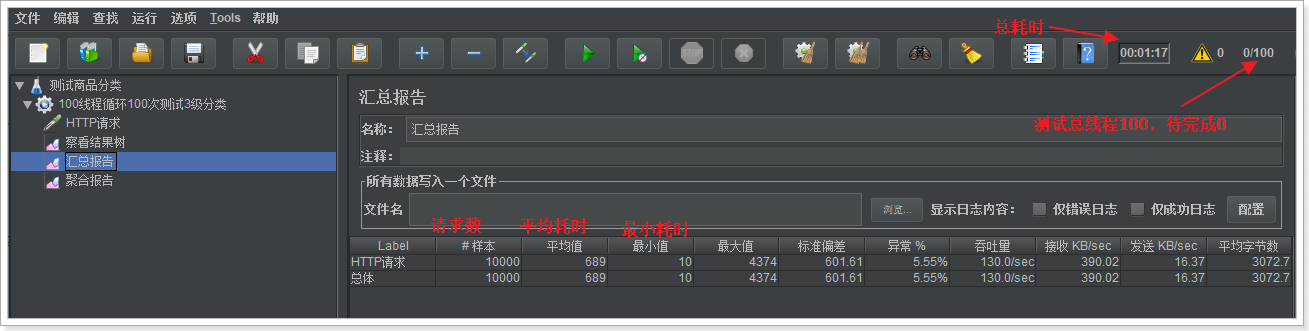 文件 编辑 查找 运行 选项 Tools 帮助
总耗时
00:01:17 0 0/100
测试商品分类
100线程循环100次测试3级分类
HTTP请求
察看结果树
汇总报告
聚合报告
汇总报告
测试总线程100，待完成0
名称： 汇总报告
注释：
所有数据写入一个文件
文件名 浏览... 显示日志内容： 仅错误日志 仅成功日志 配置
请求数 平均耗时 最小耗时
Label # 样本 平均值 最小值 最大值 标准偏差 异常 % 吞吐量 接收 KB/sec 发送 KB/sec 平均字节数
HTTP请求 10000 689 10 4374 601.61 5.55% 130.0/sec 390.02 16.37 3072.7
总体 10000 689 10 4374 601.61 5.55% 130.0/sec 390.02 16.37 3072.7